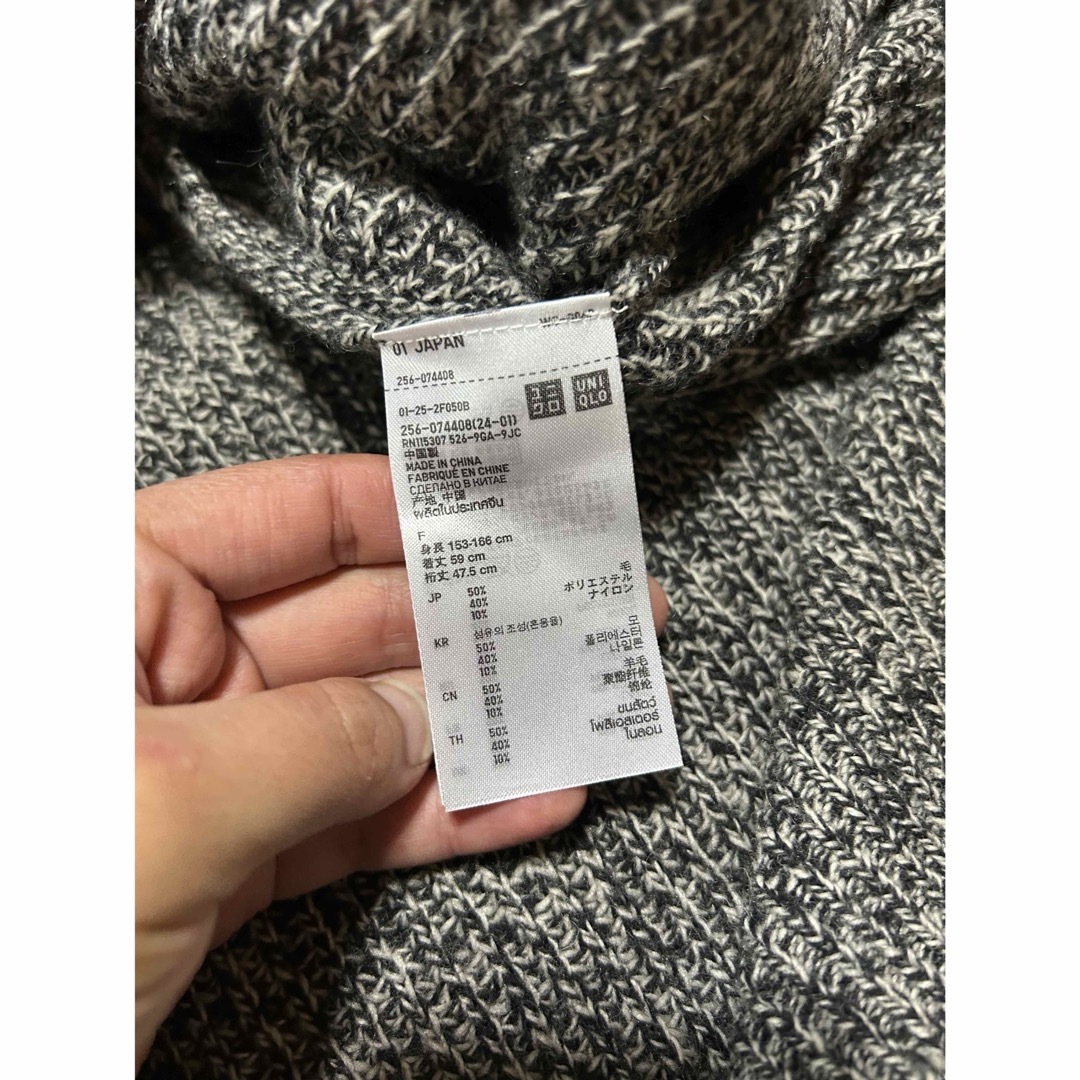 01 JAPAN
256-074408
01-25-2F050B
ユニ
クロ
UNI
QLO
256-074408(24-01)
RN115307 526-9GA-9JC
中国製
MADE IN CHINA
FABRIQUÉ EN CHINE
СДЕЛАНО В КИТАЕ
产地 中国
ผลิตในประเทศจีน
F
身長 153-166 cm
着丈 59 cm
裄丈 47.5 cm
JP 50% 毛
40% ポリエステル
10% ナイロン
KR 섬유의 조성(혼용율)
50% 모
40% 폴리에스터
10% 나일론
CN 50% 羊毛
40% 聚酯纤维
10% 锦纶
TH 50% ขนสัตว์
40% โพลีเอสเตอร์
10% ไนลอน